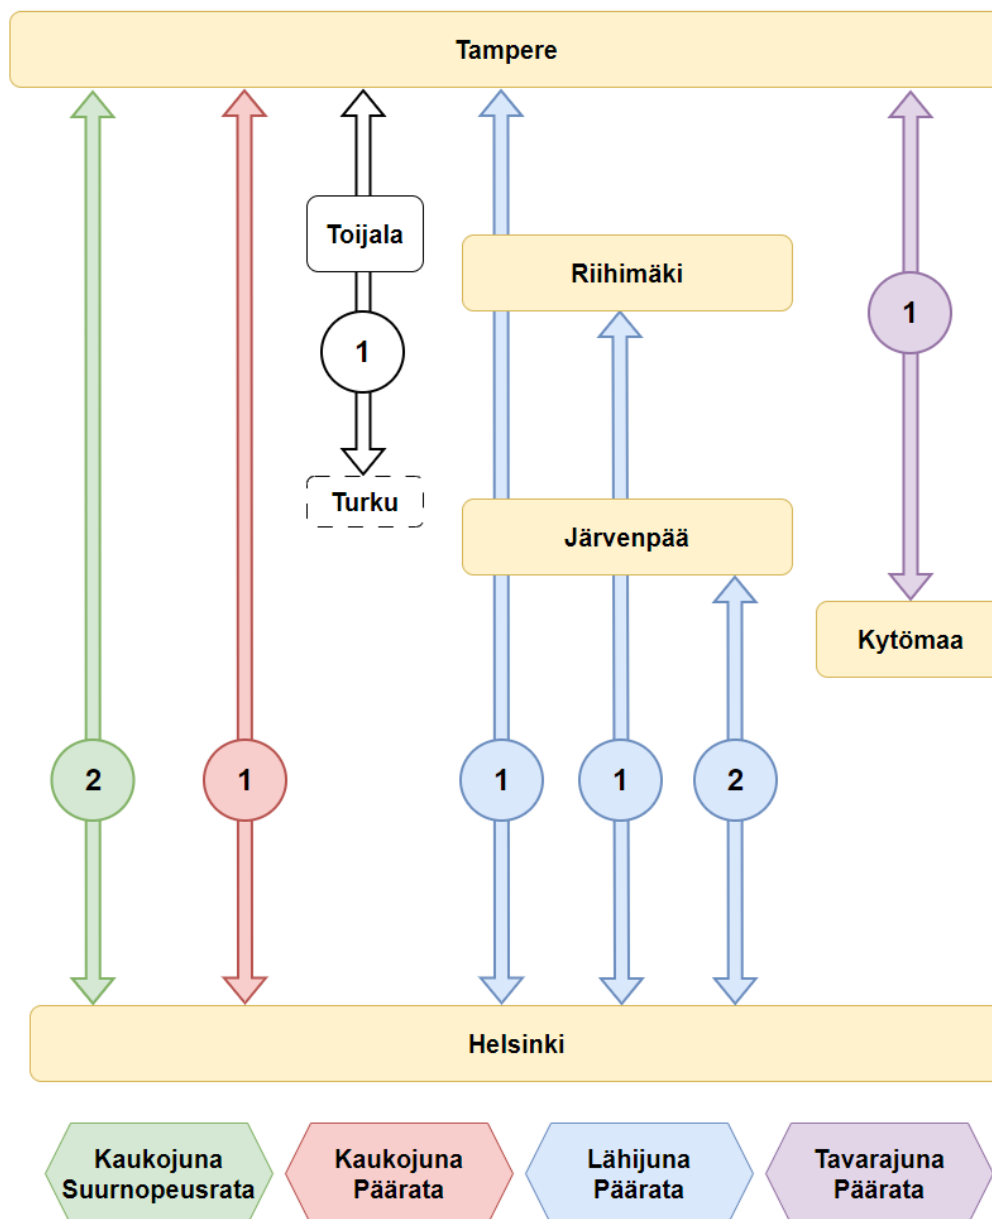 Tampere
Toijala
Riihimäki
1
1
Turku
Järvenpää
Kytömaa
2
1
1
1
2
Helsinki
Kaukojuna
Suurnopeusrata
Kaukojuna
Päärata
Lähijuna
Päärata
Tavarajuna
Päärata